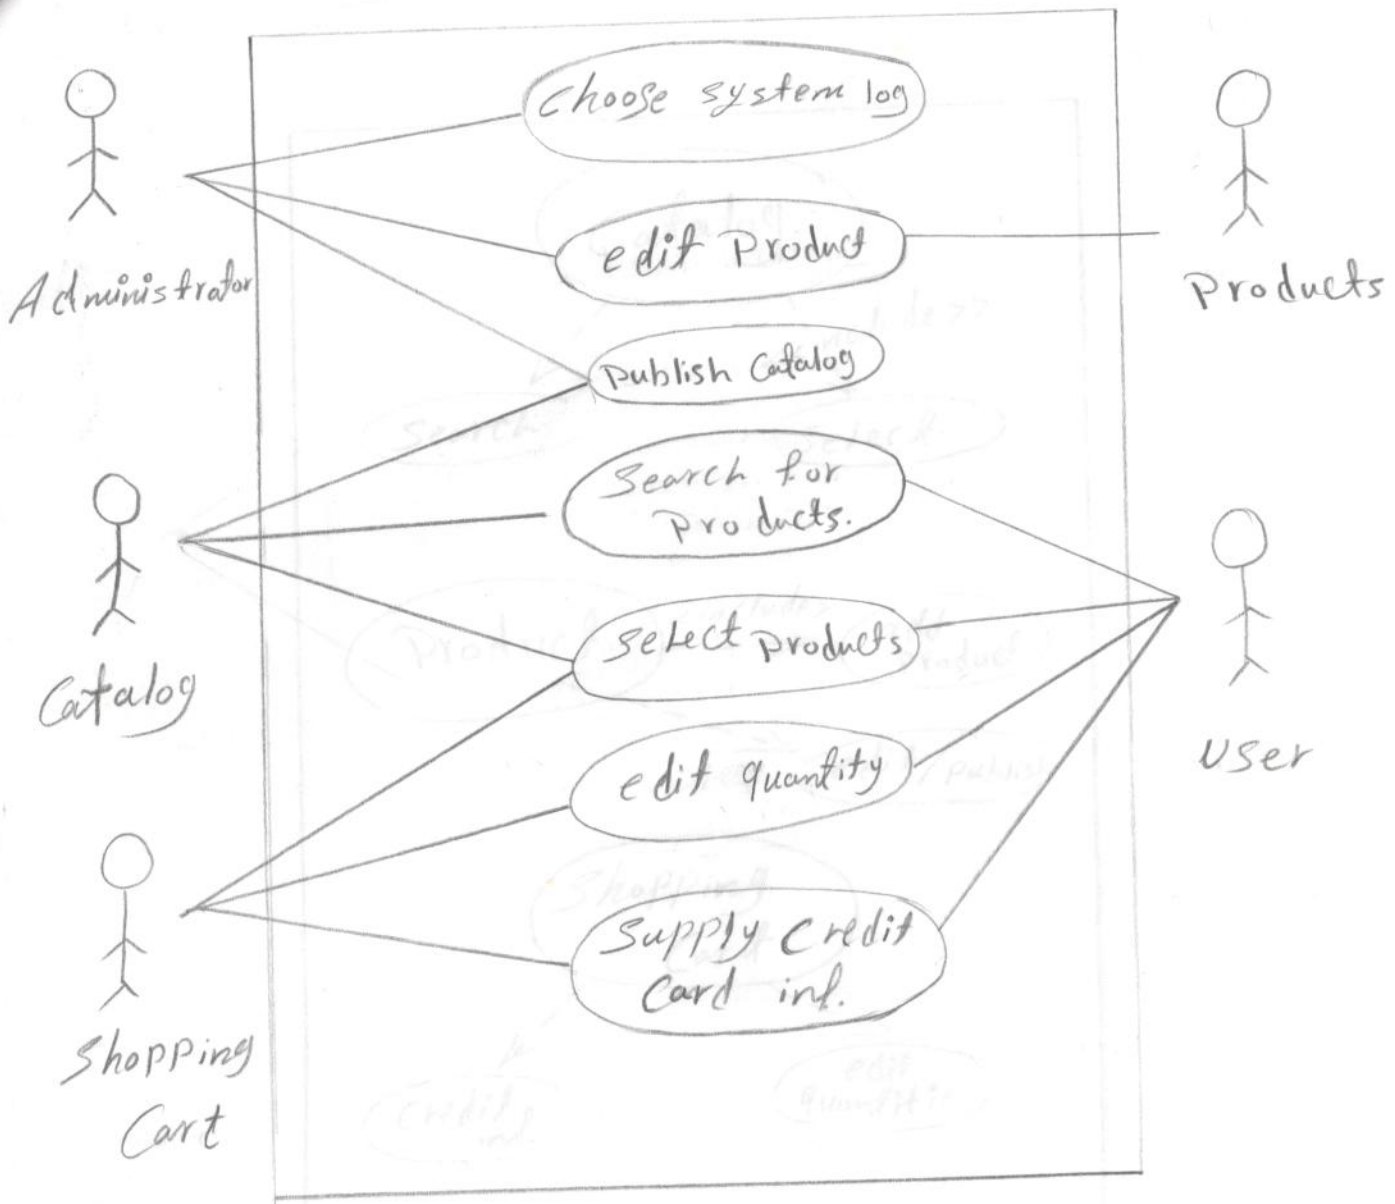 choose system log
edit Product
Administrator
Products
publish Catalog
Search for
products.
select products
Catalog
edit quantity
user
Supply Credit
Card inf.
Shopping
Cart